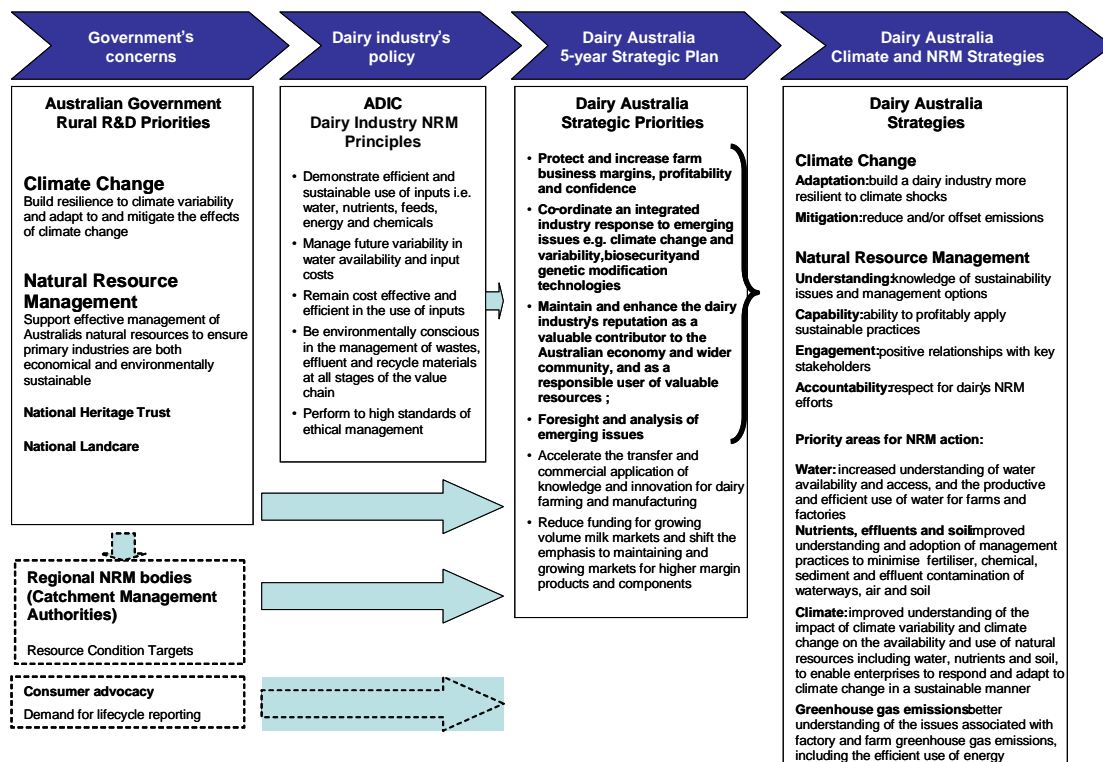 Government's
concerns
Dairy industry's
policy
Dairy Australia
5-year Strategic Plan
Dairy Australia
Climate and NRM Strategies
Australian Government
Rural R&D Priorities
Climate Change
Build resilience to climate variability
and adapt to and mitigate the effects
of climate change
Natural Resource
Management
Support effective management of
Australia's natural resources to ensure
primary industries are both
economical and environmentally
sustainable
National Heritage Trust
National Landcare
Regional NRM bodies
(Catchment Management
Authorities)
Resource Condition Targets
Consumer advocacy
Demand for lifecycle reporting
ADIC
Dairy Industry NRM
Principles
• Demonstrate efficient and
sustainable use of inputs i.e.
water, nutrients, feeds,
energy and chemicals
• Manage future variability in
water availability and input
costs
• Remain cost effective and
efficient in the use of inputs
• Be environmentally conscious
in the management of wastes,
effluent and recycle materials
at all stages of the value
chain
• Perform to high standards of
ethical management
Dairy Australia
Strategic Priorities
• Protect and increase farm
business margins, profitability
and confidence
• Co-ordinate an integrated
industry response to emerging
issues e.g. climate change and
variability,biosecurityand
genetic modification
technologies
• Maintain and enhance the dairy
industry's reputation as a
valuable contributor to the
Australian economy and wider
community, and as a
responsible user of valuable
resources ;
• Foresight and analysis of
emerging issues
• Accelerate the transfer and
commercial application of
knowledge and innovation for dairy
farming and manufacturing
• Reduce funding for growing
volume milk markets and shift the
emphasis to maintaining and
growing markets for higher margin
products and components
Dairy Australia
Strategies
Climate Change
Adaptation:build a dairy industry more
resilient to climate shocks
Mitigation:reduce and/or offset emissions
Natural Resource Management
Understanding:knowledge of sustainability
issues and management options
Capability:ability to profitably apply
sustainable practices
Engagement:positive relationships with key
stakeholders
Accountability:respect for dairy's NRM
efforts
Priority areas for NRM action:
Water: increased understanding of water
availability and access, and the productive
and efficient use of water for farms and
factories
Nutrients, effluents and soil:improved
understanding and adoption of management
practices to minimise fertiliser, chemical,
sediment and effluent contamination of
waterways, air and soil
Climate:improved understanding of the
impact of climate variability and climate
change on the availability and use of natural
resources including water, nutrients and soil,
to enable enterprises to respond and adapt to
climate change in a sustainable manner
Greenhouse gas emissions:better
understanding of the issues associated with
factory and farm greenhouse gas emissions,
including the efficient use of energy